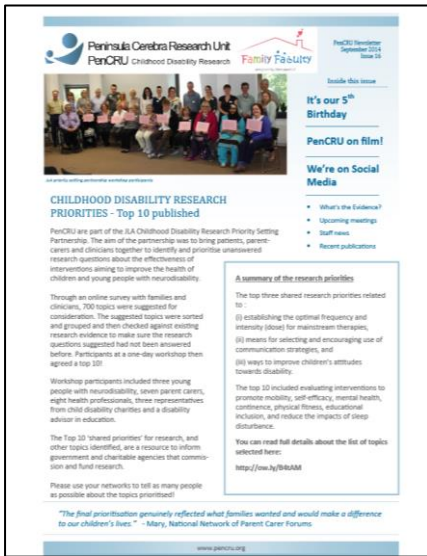 Peninsula Cerebra Research Unit
PenCRU Childhood Disability Research
Family Faculty
PenCRU Newsletter
September 2014
Issue 16
Inside this issue
It's our 5th
Birthday
PenCRU on film!
We're on Social
Media
• What's the Evidence?
• Upcoming meetings
• Staff news
• Recent publications
JLA priority setting partnership workshop participants
CHILDHOOD DISABILITY RESEARCH
PRIORITIES - Top 10 published
PenCRU are part of the JLA Childhood Disability Research Priority Setting
Partnership. The aim of the partnership was to bring patients, parent-
carers and clinicians together to identify and prioritise unanswered
research questions about the effectiveness of
interventions aiming to improve the health of
children and young people with neurodisability.
Through an online survey with families and
clinicians, 700 topics were suggested for
consideration. The suggested topics were sorted
and grouped and then checked against existing
research evidence to make sure the research
questions suggested had not been answered
before. Participants at a one-day workshop then
agreed a top 10!
Workshop participants included three young
people with neurodisability, seven parent carers,
eight health professionals, three representatives
from child disability charities and a disability
advisor in education.
The Top 10 'shared priorities' for research, and
other topics identified, are a resource to inform
government and charitable agencies that commis-
sion and fund research.
Please use your networks to tell as many people
as possible about the topics prioritised!
A summary of the research priorities
The top three shared research priorities related
to :
(i) establishing the optimal frequency and
intensity (dose) for mainstream therapies,
(ii) means for selecting and encouraging use of
communication strategies, and
(iii) ways to improve children's attitudes
towards disability.
The top 10 included evaluating interventions to
promote mobility, self-efficacy, mental health,
continence, physical fitness, educational
inclusion, and reduce the impacts of sleep
disturbance.
You can read full details about the list of topics
selected here:
http://ow.ly/B4tAM
"The final prioritisation genuinely reflected what families wanted and would make a difference
to our children's lives." - Mary, National Network of Parent Carer Forums
www.pencru.org